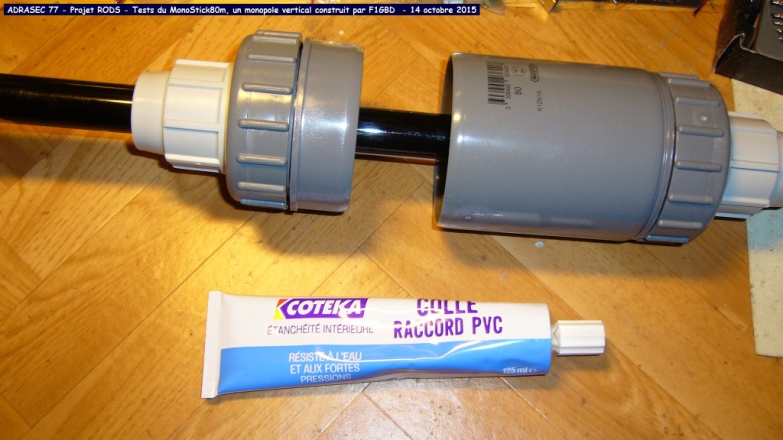 ADRASEC 77 - Projet RODS - Tests du MonoStick80m, un monopole vertical construit par F1GBD - 14 octobre 2015
80
COTEKA
ÉTANCHÉITÉ INTÉRIEURE
COLLE
RACCORD PVC
RÉSISTE À L'EAU
ET AUX FORTES
PRESSIONS
125 ml